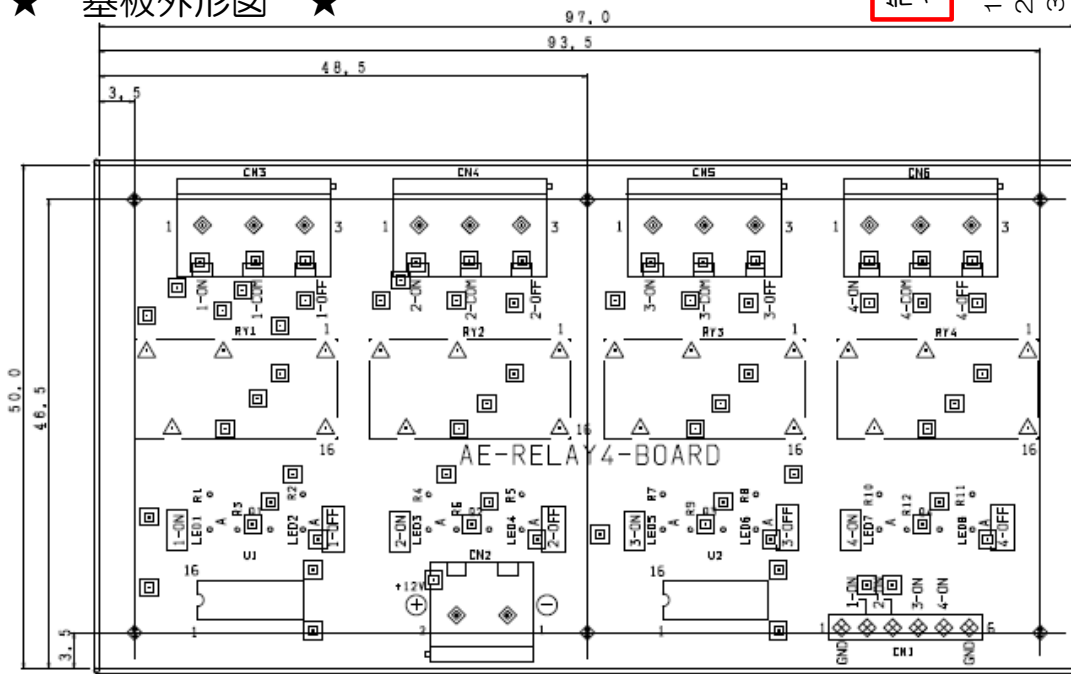 ★ 基板外形図 ★
1
2
3
97.0
93.5
48.5
3.5
CN3
CN4
CN5
CN6
1 3 1 3 1 3 1 3
1-ON 1-COM 1-OFF 2-ON 2-COM 2-OFF 3-ON 3-COM 3-OFF 4-ON 4-COM 4-OFF
RY1 1 RY2 1 RY3 1 RY4 1
50.0
46.5
16 16 16 16
AE-RELAY4-BOARD
R1 R3 R2 R4 R6 R5 R7 R9 R8 R10 R12 R11
1-ON LED1 A LED2 A 1-OFF 2-ON LED3 A LED4 A 2-OFF 3-ON LED5 A LED6 A 3-OFF 4-ON LED7 A LED8 A 4-OFF
U1 CN2 U2
16 +12V 16
1-ON 2-ON 3-ON 4-ON
1 2 1 1 1 6
GND CN1 GND
3.5